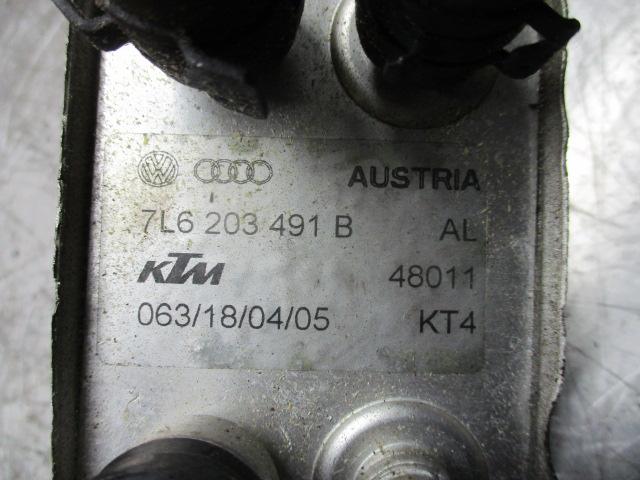 AUSTRIA
7L6 203 491 B AL
KTM 48011
063/18/04/05 KT4